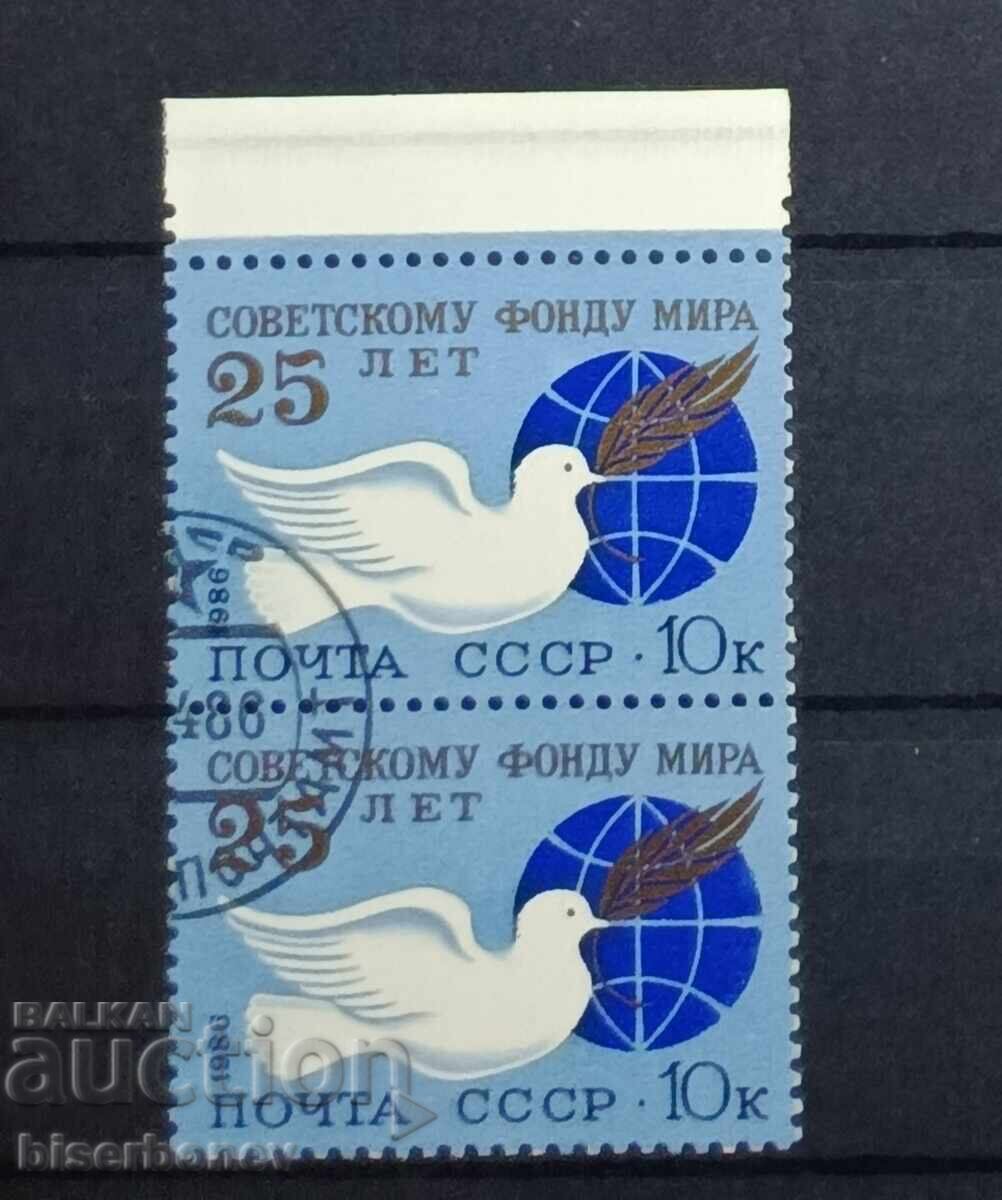 СОВЕТСКОМУ ФОНДУ МИРА
25 ЛЕТ
1986
ПОЧТА СССР · 10к
486
СОВЕТСКОМУ ФОНДУ МИРА
25 ЛЕТ
1986
ПОЧТА СССР · 10к
BALKAN
auction
biserbonev